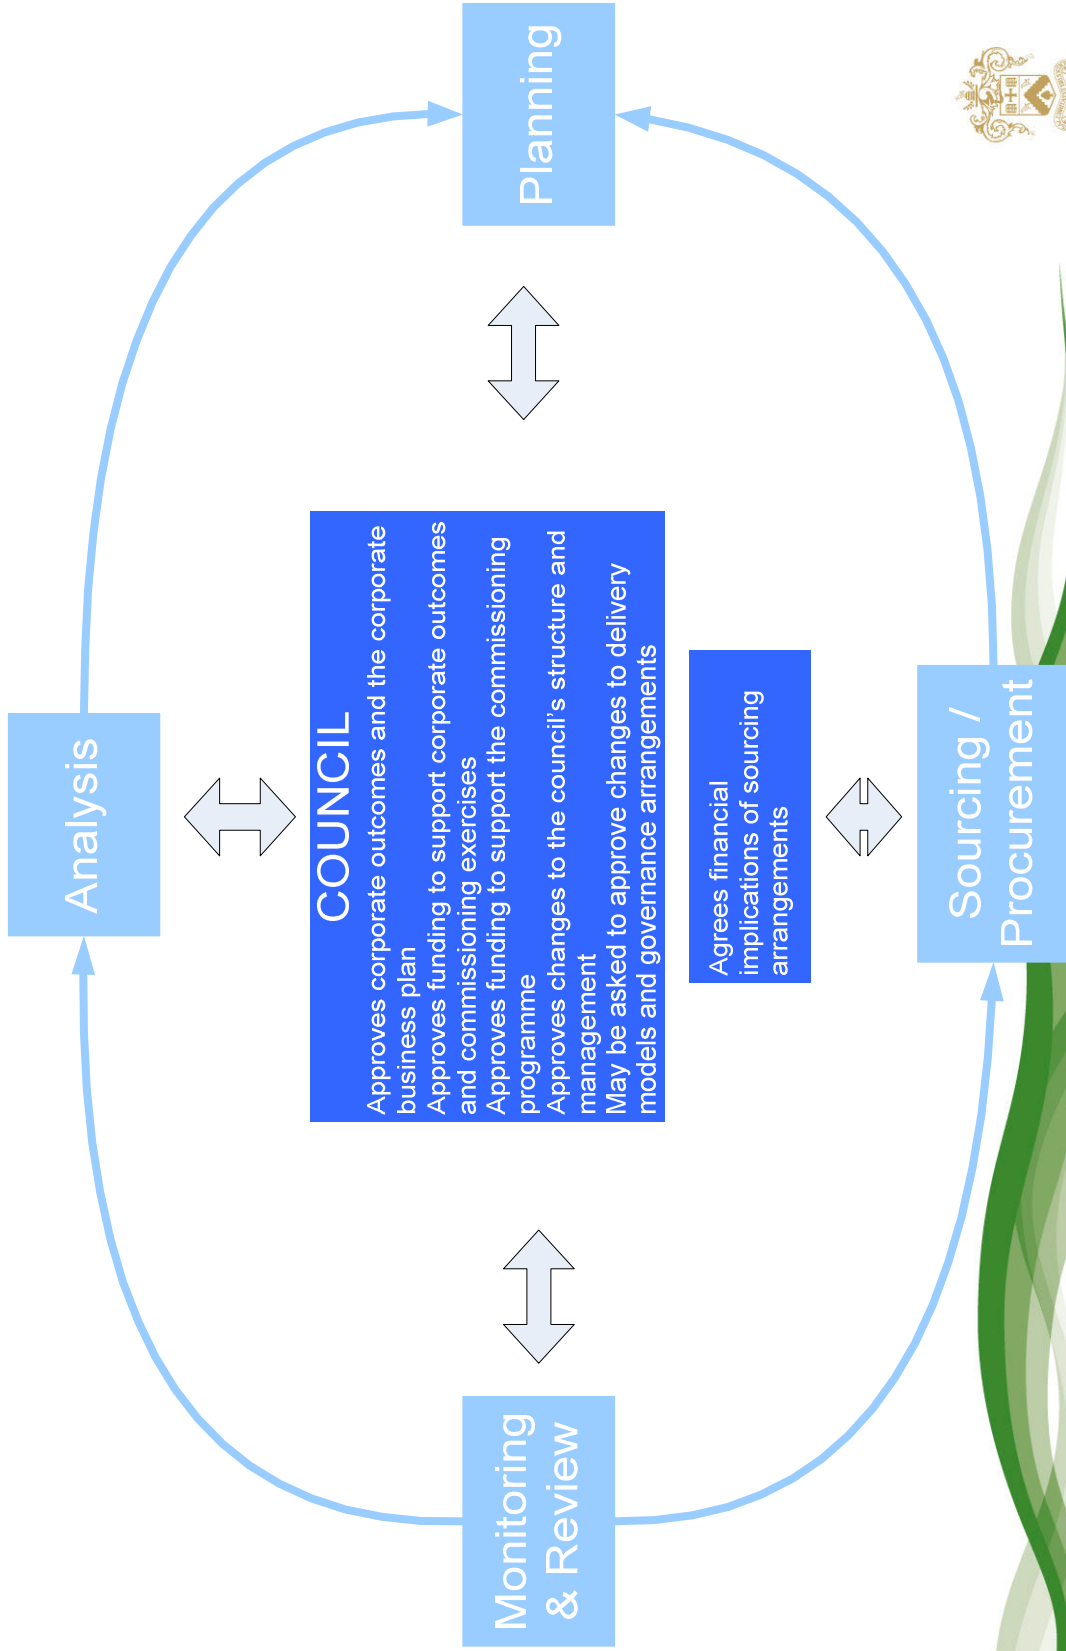 Analysis
Monitoring
& Review
COUNCIL
Approves corporate outcomes and the corporate
business plan
Approves funding to support corporate outcomes
and commissioning exercises
Approves funding to support the commissioning
programme
Approves changes to the council's structure and
management
May be asked to approve changes to delivery
models and governance arrangements
Planning
Agrees financial
implications of sourcing
arrangements
Sourcing /
Procurement